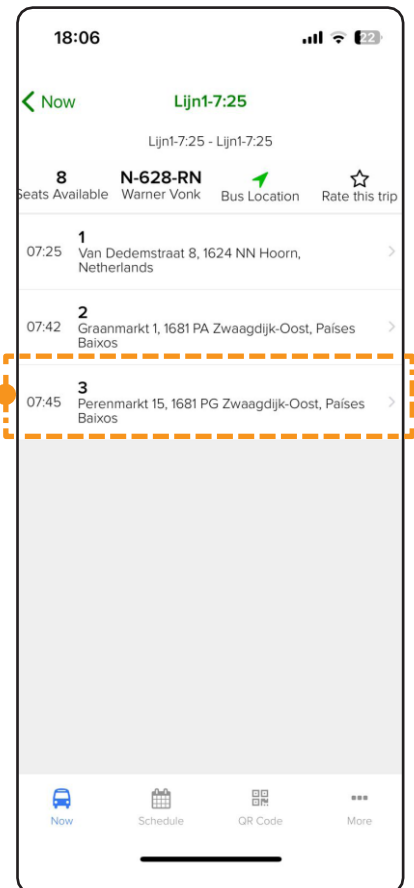 18:06
22
Now
Lijn1-7:25
Lijn1-7:25 - Lijn1-7:25
8
N-628-RN
Seats Available
Warner Vonk
Bus Location
Rate this trip
07:25
1
Van Dedemstraat 8, 1624 NN Hoorn,
Netherlands
07:42
2
Graanmarkt 1, 1681 PA Zwaagdijk-Oost, Países
Baixos
07:45
3
Perenmarkt 15, 1681 PG Zwaagdijk-Oost, Países
Baixos
Now
Schedule
QR Code
More